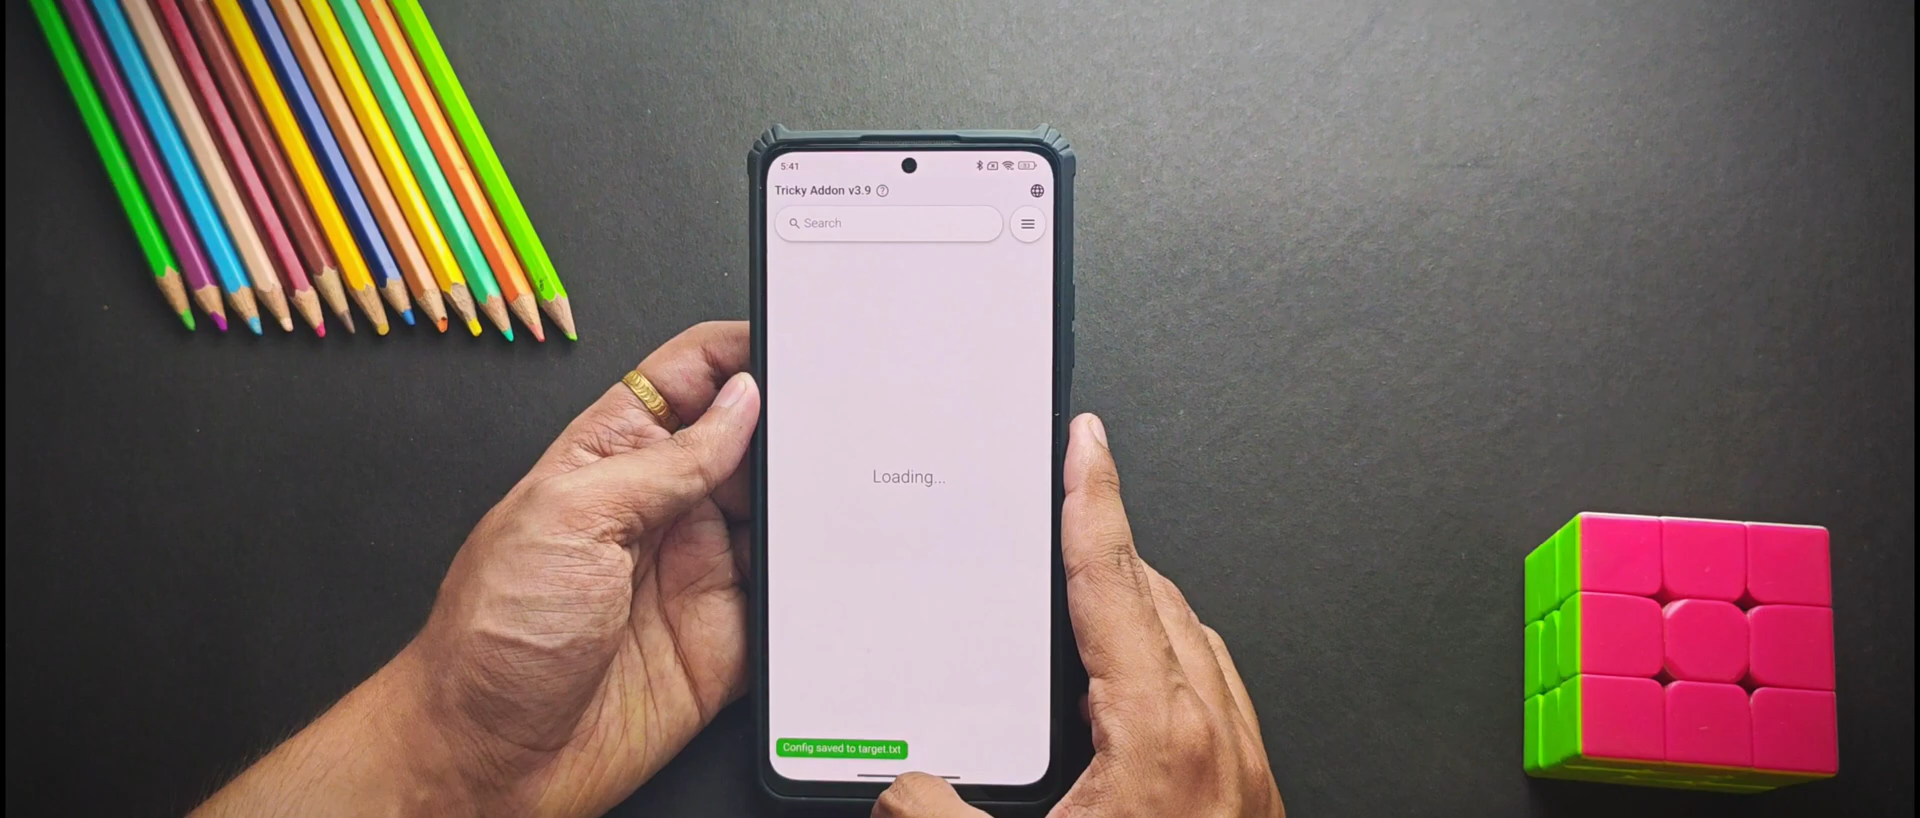 5:41
Tricky Addon v3.9
Search
Loading...
Config saved to target.txt